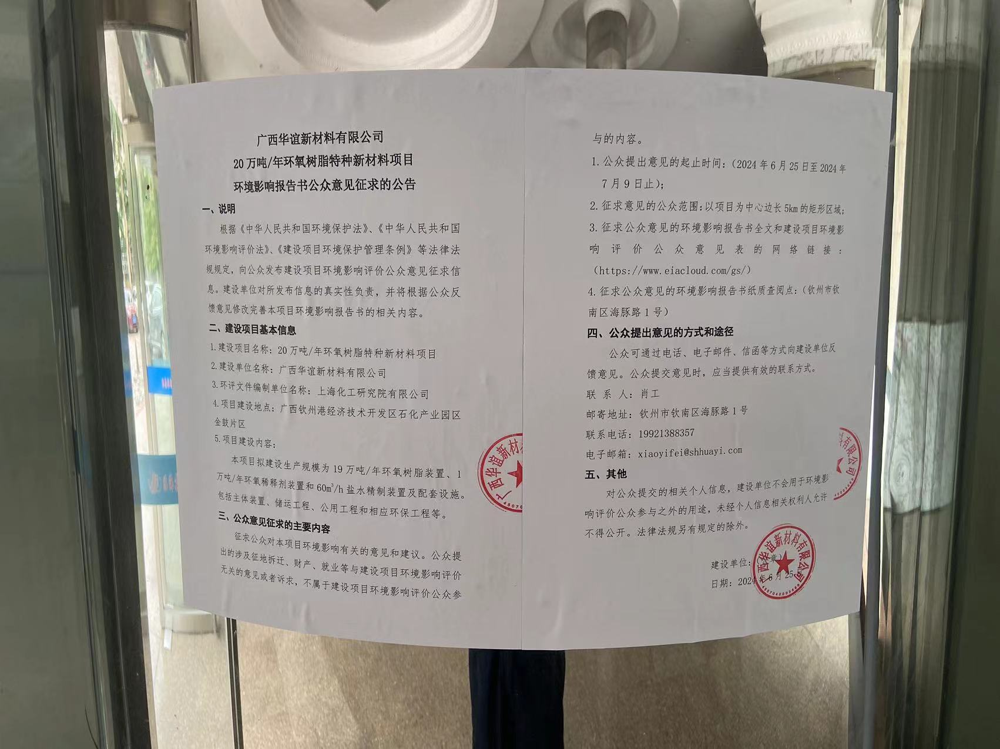 广西华谊新材料有限公司
20万吨/年环氧树脂特种新材料项目
环境影响报告书公众意见征求的公告
一、说明
根据《中华人民共和国环境保护法》、《中华人民共和国
环境影响评价法》、《建设项目环境保护管理条例》等法律法
规规定，向公众发布建设项目环境影响评价公众意见征求信
息。建设单位对所发布信息的真实性负责，并将根据公众反
馈意见修改完善本项目环境影响报告书的相关内容。
二、建设项目基本信息
1.建设项目名称：20万吨/年环氧树脂特种新材料项目
2.建设单位名称：广西华谊新材料有限公司
3.环评文件编制单位名称：上海化工研究院有限公司
4.项目建设地点：广西钦州港经济技术开发区石化产业园区
金鼓片区
5.项目建设内容：
本项目拟建设生产规模为19万吨/年环氧树脂装置、1
万吨/年环氧稀释剂装置和60m³/h盐水精制装置及配套设施。
包括主体装置、储运工程、公用工程和相应环保工程等。
三、公众意见征求的主要内容
征求公众对本项目环境影响有关的意见和建议。公众提
出的涉及征地拆迁、财产、就业等与建设项目环境影响评价
无关的意见或者诉求，不属于建设项目环境影响评价公众参
西华谊新材
45070
与的内容。
1.公众提出意见的起止时间：（2024年6月25日至2024年
7月9日止）；
2.征求意见的公众范围：以项目为中心边长5km的矩形区域；
3.征求公众意见的环境影响报告书全文和建设项目环境影
响评价公众意见表的网络链接：
（https://www.eiacloud.com/gs/）
4.征求公众意见的环境影响报告书纸质查阅点：（钦州市钦
南区海豚路1号）
四、公众提出意见的方式和途径
公众可通过电话、电子邮件、信函等方式向建设单位反
馈意见。公众提交意见时，应当提供有效的联系方式。
联 系 人：肖工
邮寄地址：钦州市钦南区海豚路1号
联系电话：19921388357
电子邮箱：xiaoyifei@shhuayi.com
五、其他
对公众提交的相关个人信息，建设单位不会用于环境影
响评价公众参与之外的用途，未经个人信息相关权利人允许
不得公开。法律法规另有规定的除外。
料有限公司
建设单位：章）
日期：2024年6月25
西华谊新材料有限公司